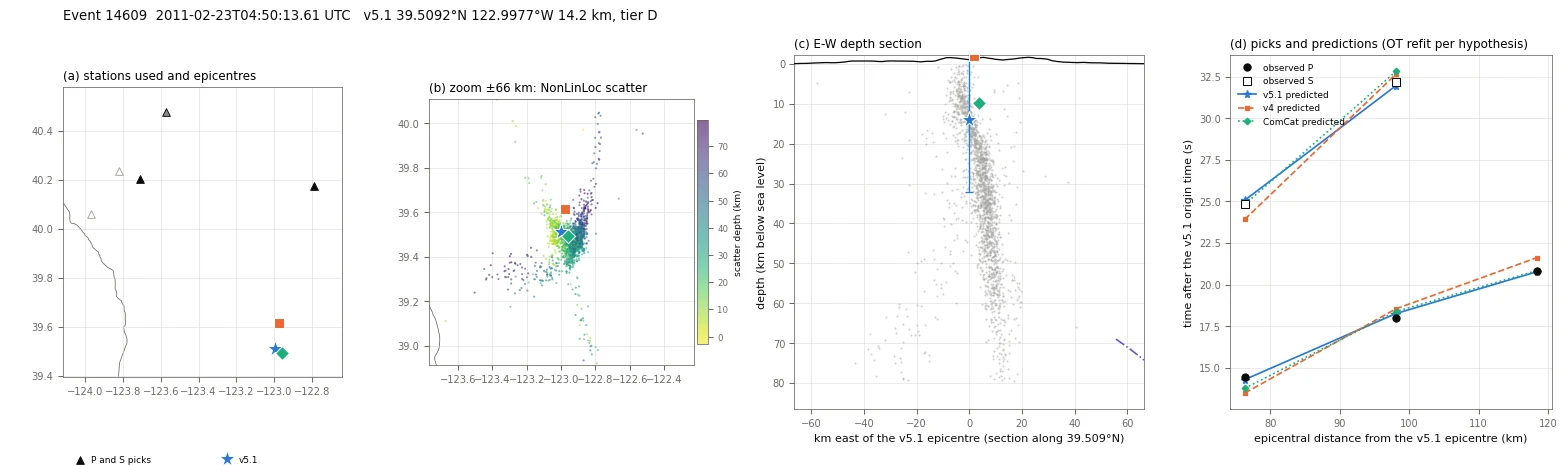 Event 14609 2011-02-23T04:50:13.61 UTC v5.1 39.5092°N 122.9977°W 14.2 km, tier D
(a) stations used and epicentres
40.4
40.2
40.0
39.8
39.6
39.4
−124.0 −123.8 −123.6 −123.4 −123.2 −123.0 −122.8
P and S picks
v5.1
(b) zoom ±66 km: NonLinLoc scatter
40.0
39.8
39.6
39.4
39.2
39.0
−123.6 −123.4 −123.2 −123.0 −122.8 −122.6 −122.4
70
60
50
40
30
20
10
0
scatter depth (km)
(c) E-W depth section
0
10
20
30
40
50
60
70
80
depth (km below sea level)
−60 −40 −20 0 20 40 60
km east of the v5.1 epicentre (section along 39.509°N)
(d) picks and predictions (OT refit per hypothesis)
observed P
observed S
v5.1 predicted
v4 predicted
ComCat predicted
32.5
30.0
27.5
25.0
22.5
20.0
17.5
15.0
time after the v5.1 origin time (s)
80 90 100 110 120
epicentral distance from the v5.1 epicentre (km)